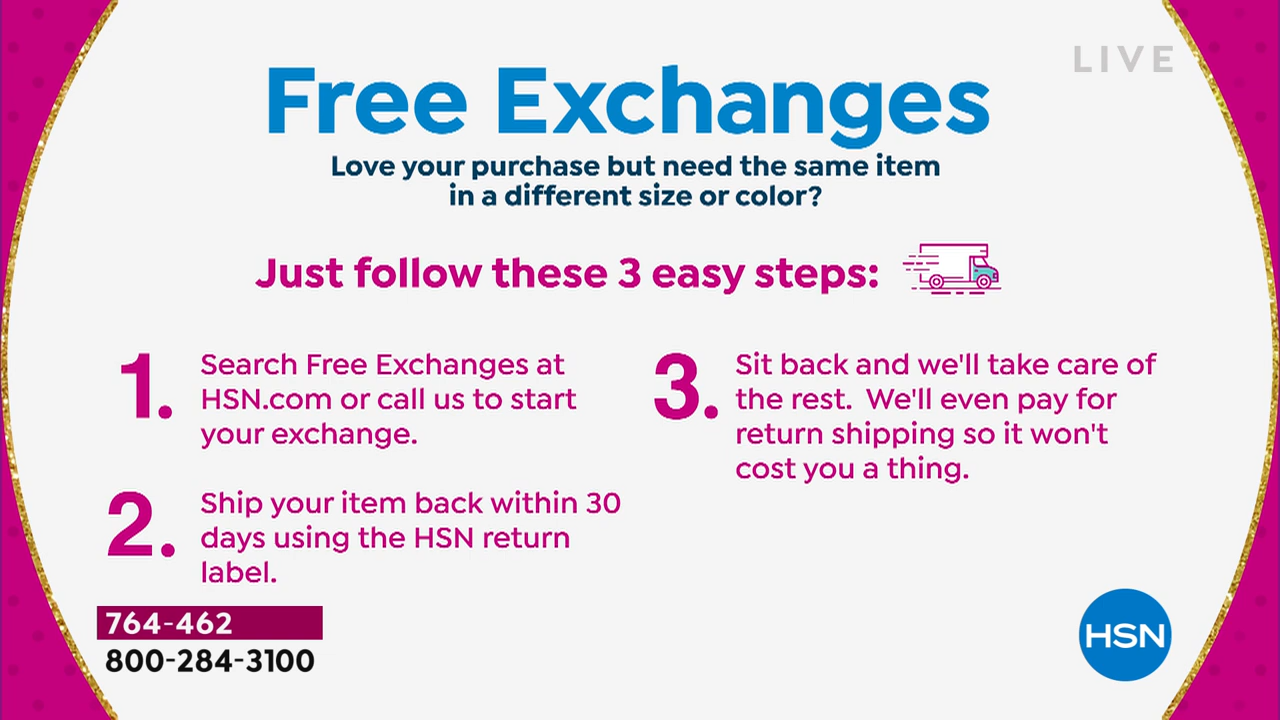 LIVE
Free Exchanges
Love your purchase but need the same item
in a different size or color?
Just follow these 3 easy steps:
1. Search Free Exchanges at
HSN.com or call us to start
your exchange.
2. Ship your item back within 30
days using the HSN return
label.
3. Sit back and we'll take care of
the rest.  We'll even pay for
return shipping so it won't
cost you a thing.
764-462
800-284-3100
HSN